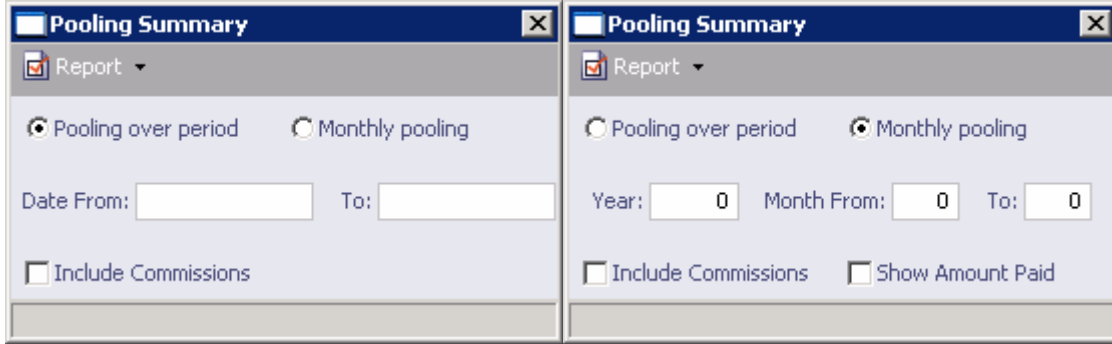 Pooling Summary
Report
Pooling over period Monthly pooling
Date From: To:
Include Commissions
Pooling Summary
Report
Pooling over period Monthly pooling
Year: 0 Month From: 0 To: 0
Include Commissions Show Amount Paid